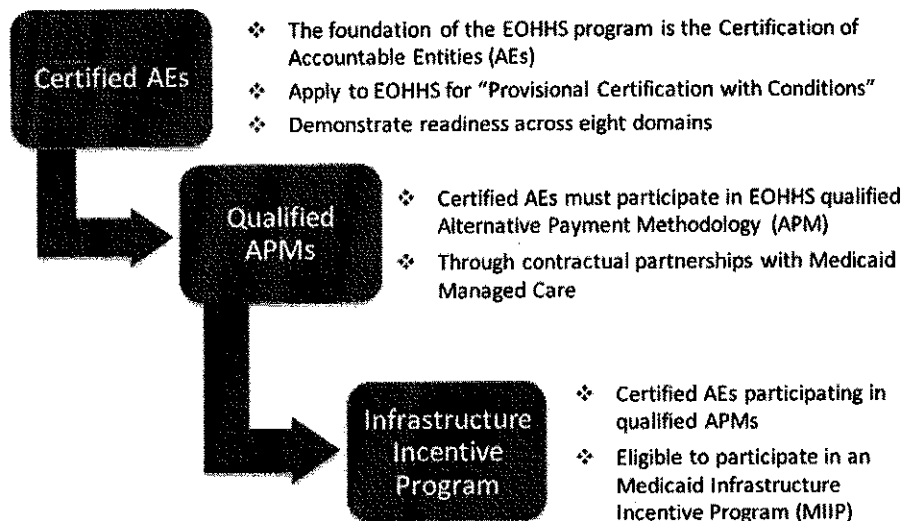 Certified AEs
❖ The foundation of the EOHHS program is the Certification of
Accountable Entities (AEs)
❖ Apply to EOHHS for “Provisional Certification with Conditions”
❖ Demonstrate readiness across eight domains
Qualified
APMs
❖ Certified AEs must participate in EOHHS qualified
Alternative Payment Methodology (APM)
❖ Through contractual partnerships with Medicaid
Managed Care
Infrastructure
Incentive
Program
❖ Certified AEs participating in
qualified APMs
❖ Eligible to participate in an
Medicaid Infrastructure
Incentive Program (MIIP)